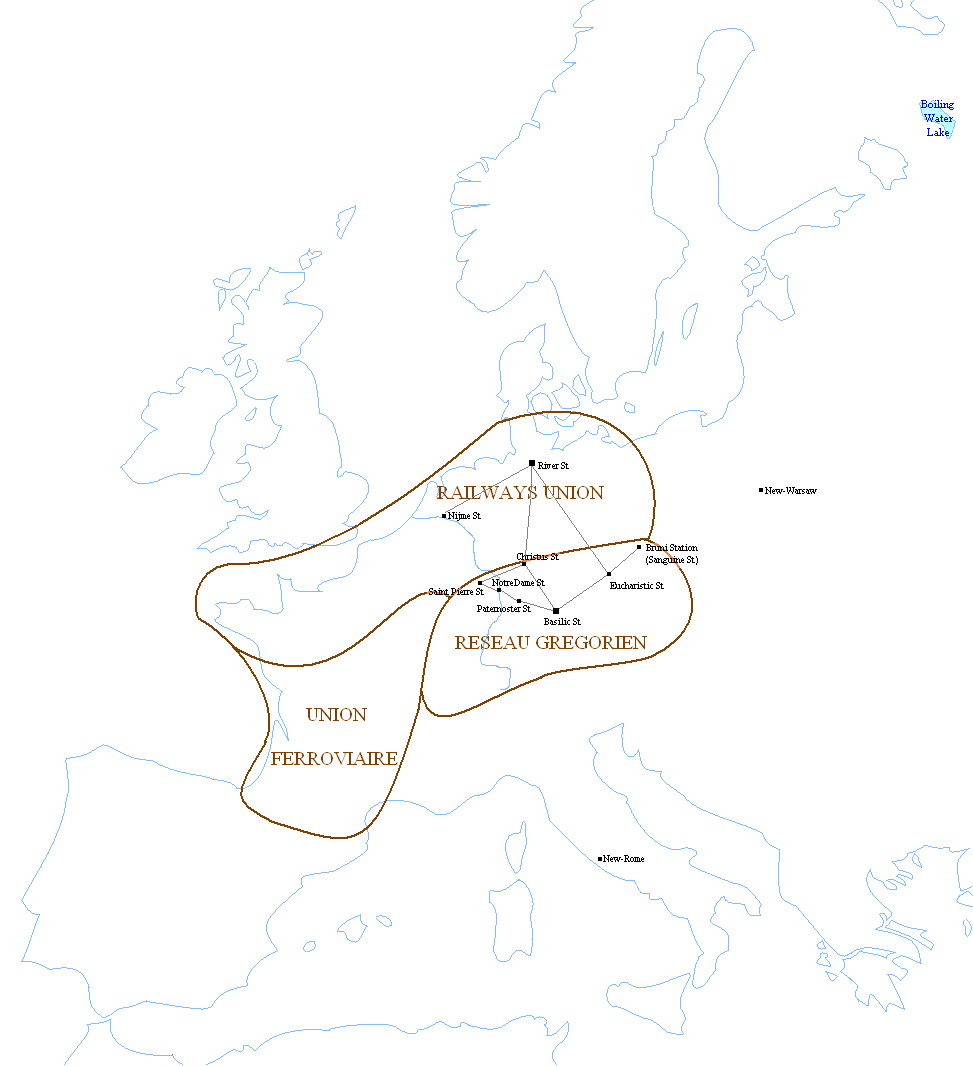 Boiling
Water
Lake
River St.
RAILWAYS UNION
New-Warsaw
Nijme St.
Bruni Station
(Sanguine St.)
Christus St.
NotreDame St.
Eucharistic St.
Saint Pierre St.
Paternoster St.
Basilic St.
RESEAU GREGORIEN
UNION
FERROVIAIRE
New-Rome